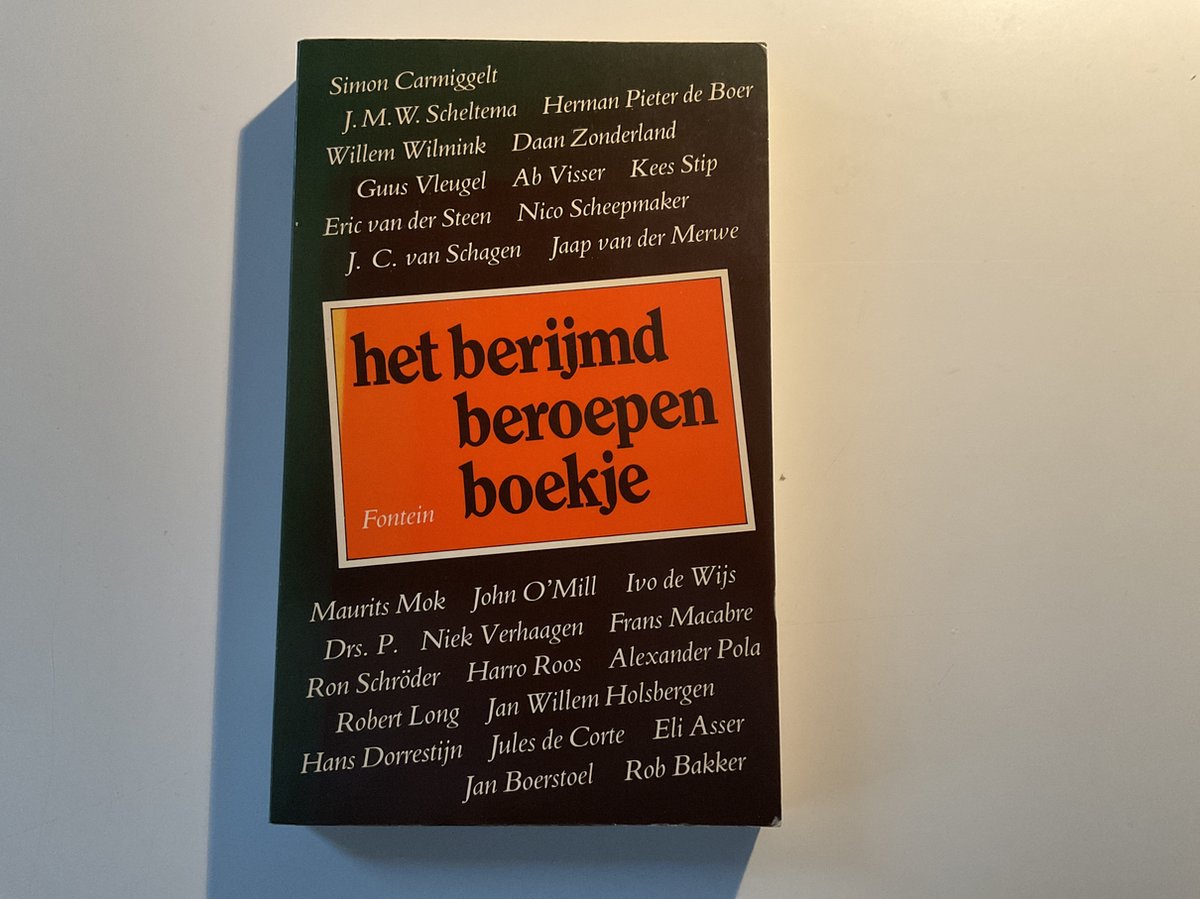 Simon Carmiggelt
J. M. W. Scheltema Herman Pieter de Boer
Willem Wilmink Daan Zonderland
Guus Vleugel Ab Visser Kees Stip
Eric van der Steen Nico Scheepmaker
J. C. van Schagen Jaap van der Merwe
het berijmd
beroepen
boekje
Fontein
Maurits Mok John O'Mill Ivo de Wijs
Drs. P. Niek Verhaagen Frans Macabre
Ron Schröder Harro Roos Alexander Pola
Robert Long Jan Willem Holsbergen
Hans Dorrestijn Jules de Corte Eli Asser
Jan Boerstoel Rob Bakker